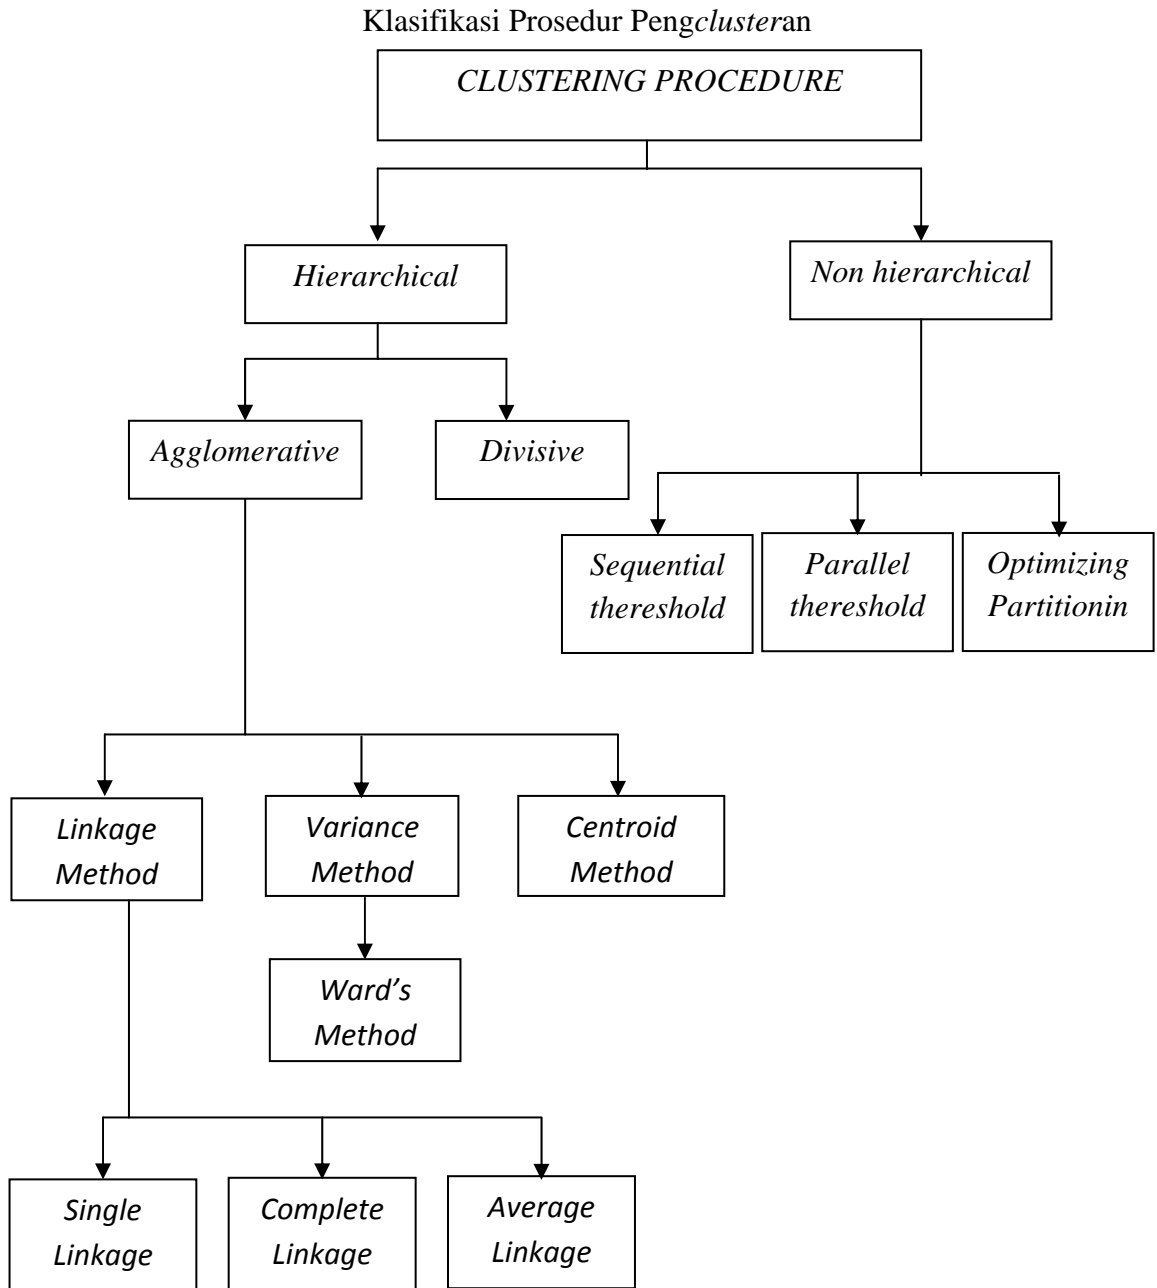 Klasifikasi Prosedur Pengclusteran
CLUSTERING PROCEDURE
Hierarchical
Non hierarchical
Agglomerative
Divisive
Sequential
thereshold
Parallel
thereshold
Optimizing
Partitionin
Linkage
Method
Variance
Method
Centroid
Method
Ward’s
Method
Single
Linkage
Complete
Linkage
Average
Linkage